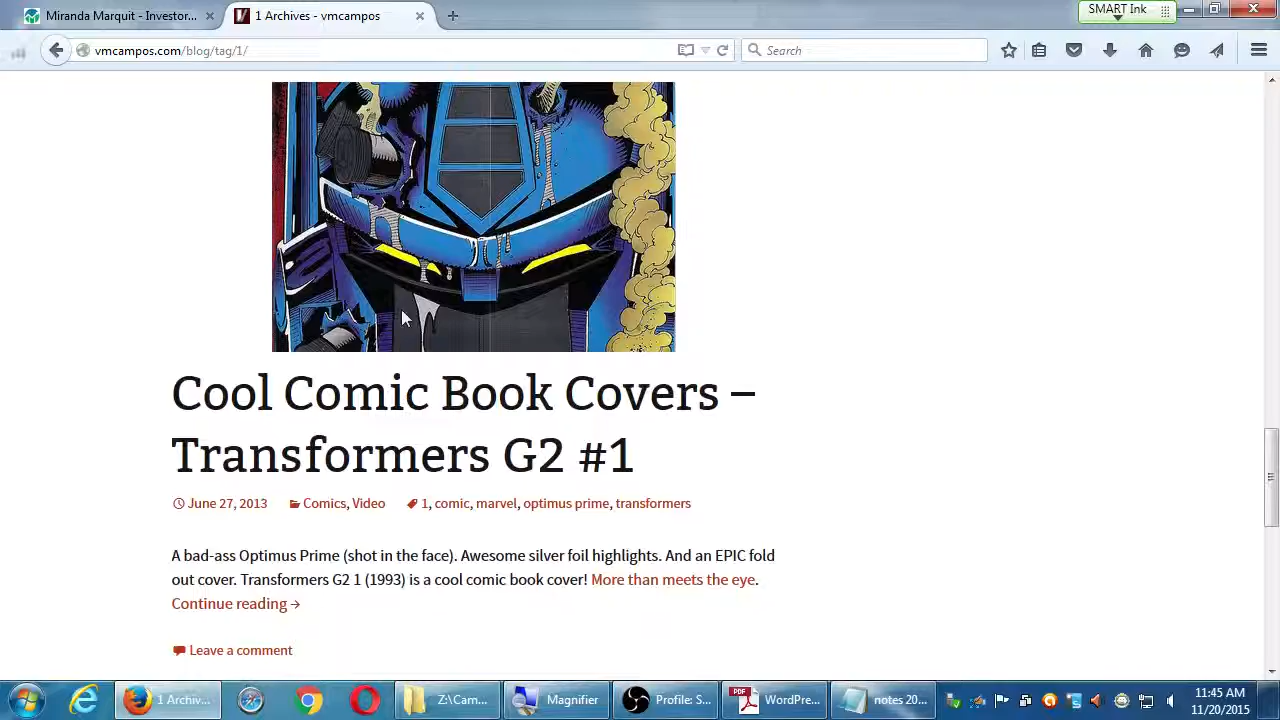 Miranda Marquit - Investor...
1 Archives - vmcampos
SMART Ink
vmcampos.com/blog/tag/1/
Search
Cool Comic Book Covers –
Transformers G2 #1
June 27, 2013 Comics, Video 1, comic, marvel, optimus prime, transformers
A bad-ass Optimus Prime (shot in the face). Awesome silver foil highlights. And an EPIC fold
out cover. Transformers G2 1 (1993) is a cool comic book cover! More than meets the eye.
Continue reading →
Leave a comment
1 Archiv...
Z:\Cam...
Magnifier
Profile: S...
PDF
WordPre...
notes 20...
11:45 AM
11/20/2015